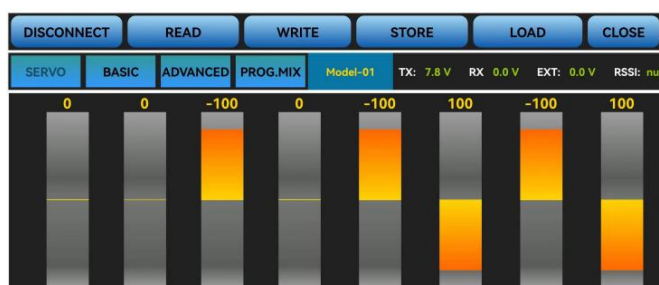 DISCONNECT READ WRITE STORE LOAD CLOSE
SERVO BASIC ADVANCED PROG.MIX Model-01 TX: 7.8 V RX 0.0 V EXT: 0.0 V RSSI: nu
0 0 -100 0 -100 100 -100 100